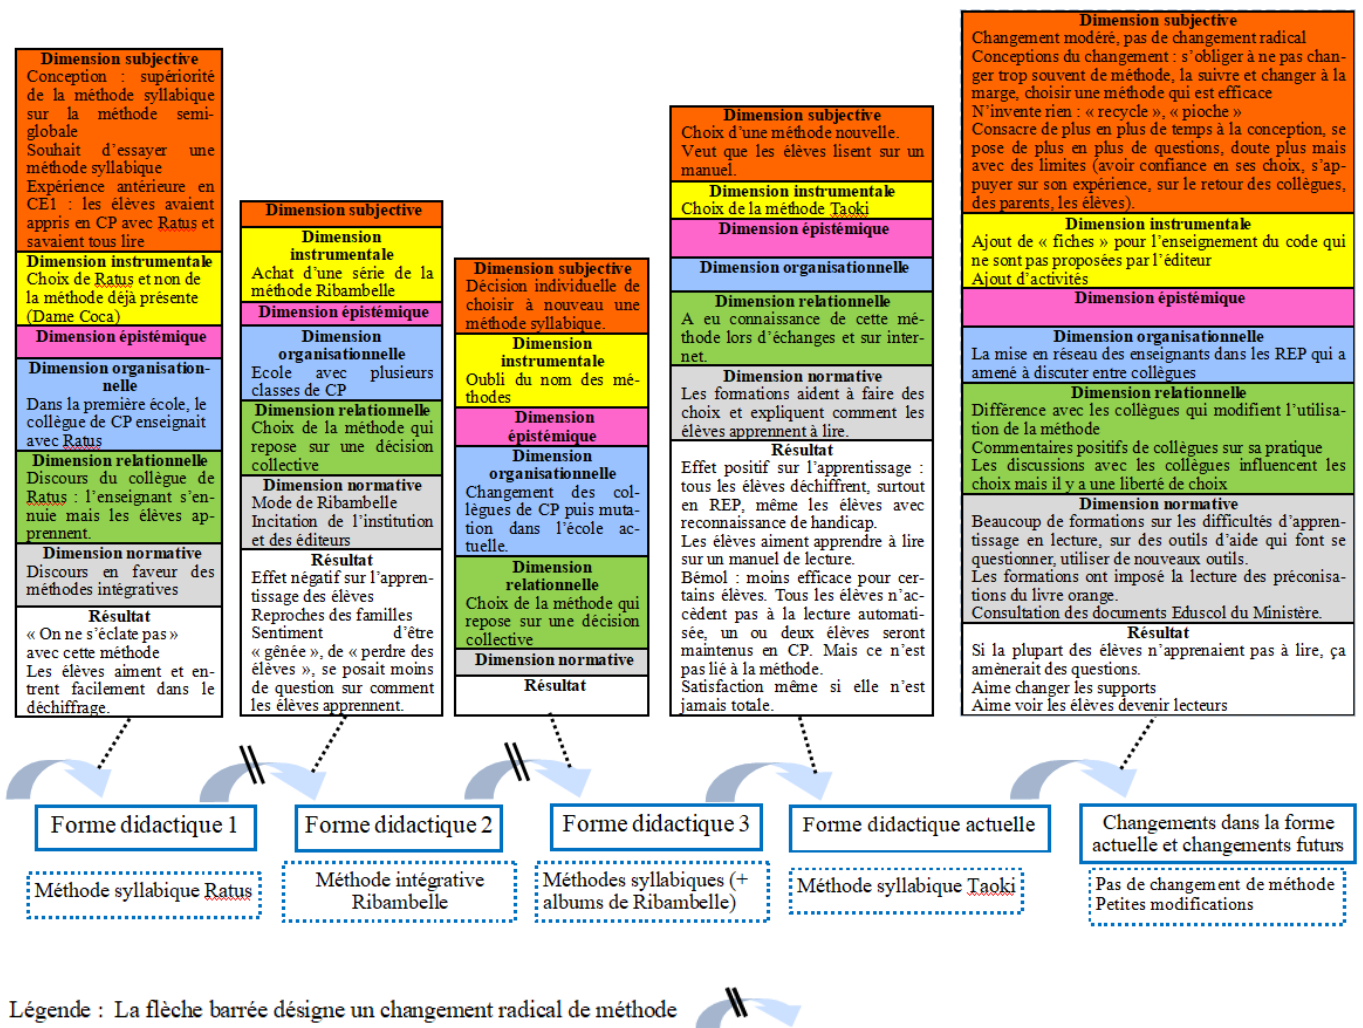 Dimension subjective
Conception : supériorité
de la méthode syllabique
sur la méthode semi-
globale
Souhait d'essayer une
méthode syllabique
Expérience antérieure en
CE1 : les élèves avaient
appris en CP avec Ratus et
savaient tous lire
Dimension instrumentale
Choix de Ratus et non de
la méthode déjà présente
(Dame Coca)
Dimension épistémique
Dimension organisation-
nelle
Dans la première école, le
collègue de CP enseignait
avec Ratus
Dimension relationnelle
Discours du collègue de
Ratus : l'enseignant s'en-
nuie mais les élèves ap-
prennent.
Dimension normative
Discours en faveur des
méthodes intégratives
Résultat
« On ne s'éclate pas »
avec cette méthode
Les élèves aiment et en-
trent facilement dans le
déchiffrage.
Dimension subjective
Dimension
instrumentale
Achat d'une série de la
méthode Ribambelle
Dimension épistémique
Dimension
organisationnelle
Ecole avec plusieurs
classes de CP
Dimension relationnelle
Choix de la méthode qui
repose sur une décision
collective
Dimension normative
Mode de Ribambelle
Incitation de l'institution
et des éditeurs
Résultat
Effet négatif sur l'appren-
tissage des élèves
Reproches des familles
Sentiment d'être
« gênée », de « perdre des
élèves », se posait moins
de question sur comment
les élèves apprennent.
Dimension subjective
Décision individuelle de
choisir à nouveau une
méthode syllabique.
Dimension
instrumentale
Oubli du nom des mé-
thodes
Dimension
épistémique
Dimension
organisationnelle
Changement des col-
lègues de CP puis muta-
tion dans l'école ac-
tuelle.
Dimension
relationnelle
Choix de la méthode qui
repose sur une décision
collective
Dimension normative
Résultat
Dimension subjective
Choix d'une méthode nouvelle.
Veut que les élèves lisent sur un
manuel.
Dimension instrumentale
Choix de la méthode Taoki
Dimension épistémique
Dimension organisationnelle
Dimension relationnelle
A eu connaissance de cette mé-
thode lors d'échanges et sur inter-
net.
Dimension normative
Les formations aident à faire des
choix et expliquent comment les
élèves apprennent à lire.
Résultat
Effet positif sur l'apprentissage :
tous les élèves déchiffrent, surtout
en REP, même les élèves avec
reconnaissance de handicap.
Les élèves aiment apprendre à lire
sur un manuel de lecture.
Bémol : moins efficace pour cer-
tains élèves. Tous les élèves n'ac-
cèdent pas à la lecture automati-
sée, un ou deux élèves seront
maintenus en CP. Mais ce n'est
pas lié à la méthode.
Satisfaction même si elle n'est
jamais totale.
Dimension subjective
Changement modéré, pas de changement radical
Conceptions du changement : s'obliger à ne pas chan-
ger trop souvent de méthode, la suivre et changer à la
marge, choisir une méthode qui est efficace
N'invente rien : « recycle », « pioche »
Consacre de plus en plus de temps à la conception, se
pose de plus en plus de questions, doute plus mais
avec des limites (avoir confiance en ses choix, s'ap-
puyer sur son expérience, sur le retour des collègues,
des parents, les élèves).
Dimension instrumentale
Ajout de « fiches » pour l'enseignement du code qui
ne sont pas proposées par l'éditeur
Ajout d'activités
Dimension épistémique
Dimension organisationnelle
La mise en réseau des enseignants dans les REP qui a
amené à discuter entre collègues
Dimension relationnelle
Différence avec les collègues qui modifient l'utilisa-
tion de la méthode
Commentaires positifs de collègues sur sa pratique
Les discussions avec les collègues influencent les
choix mais il y a une liberté de choix
Dimension normative
Beaucoup de formations sur les difficultés d'appren-
tissage en lecture, sur des outils d'aide qui font se
questionner, utiliser de nouveaux outils.
Les formations ont imposé la lecture des préconisa-
tions du livre orange.
Consultation des documents Eduscol du Ministère.
Résultat
Si la plupart des élèves n'apprenaient pas à lire, ça
amènerait des questions.
Aime changer les supports
Aime voir les élèves devenir lecteurs
Forme didactique 1
Forme didactique 2
Forme didactique 3
Forme didactique actuelle
Changements dans la forme
actuelle et changements futurs
Méthode syllabique Ratus
Méthode intégrative
Ribambelle
Méthodes syllabiques (+
albums de Ribambelle)
Méthode syllabique Taoki
Pas de changement de méthode
Petites modifications
Légende : La flèche barrée désigne un changement radical de méthode